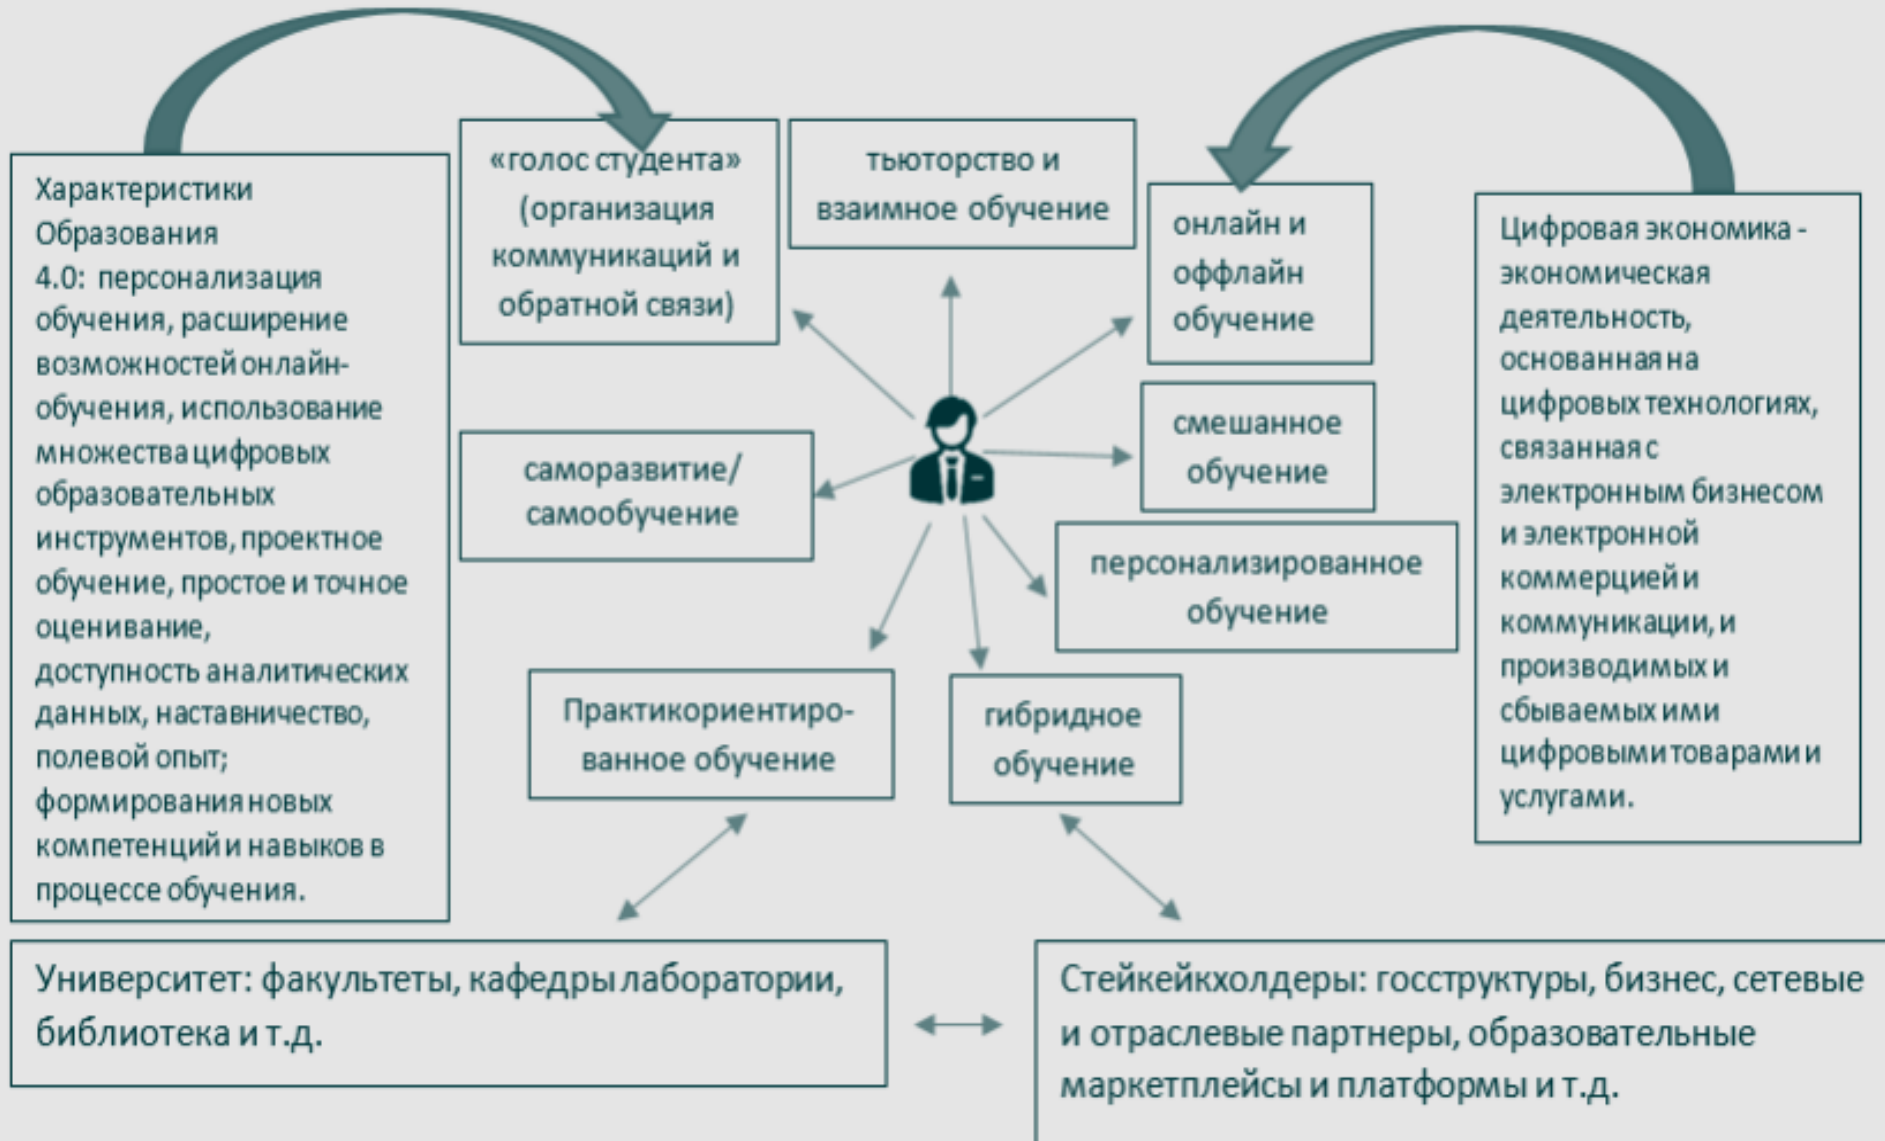 Характеристики
Образования
4.0: персонализация
обучения, расширение
возможностей онлайн-
обучения, использование
множества цифровых
образовательных
инструментов, проектное
обучение, простое и точное
оценивание,
доступность аналитических
данных, наставничество,
полевой опыт;
формирования новых
компетенций и навыков в
процессе обучения.
«голос студента»
(организация
коммуникаций и
обратной связи)
тьюторство и
взаимное обучение
онлайн и
оффлайн
обучение
смешанное
обучение
саморазвитие/
самообучение
персонализированное
обучение
Практикориентиро-
ванное обучение
гибридное
обучение
Цифровая экономика -
экономическая
деятельность,
основанная на
цифровых технологиях,
связанная с
электронным бизнесом
и электронной
коммерцией и
коммуникации, и
производимых и
сбываемых ими
цифровыми товарами и
услугами.
Университет: факультеты, кафедры лаборатории,
библиотека и т.д.
Стейкейкхолдеры: госструктуры, бизнес, сетевые
и отраслевые партнеры, образовательные
маркетплейсы и платформы и т.д.